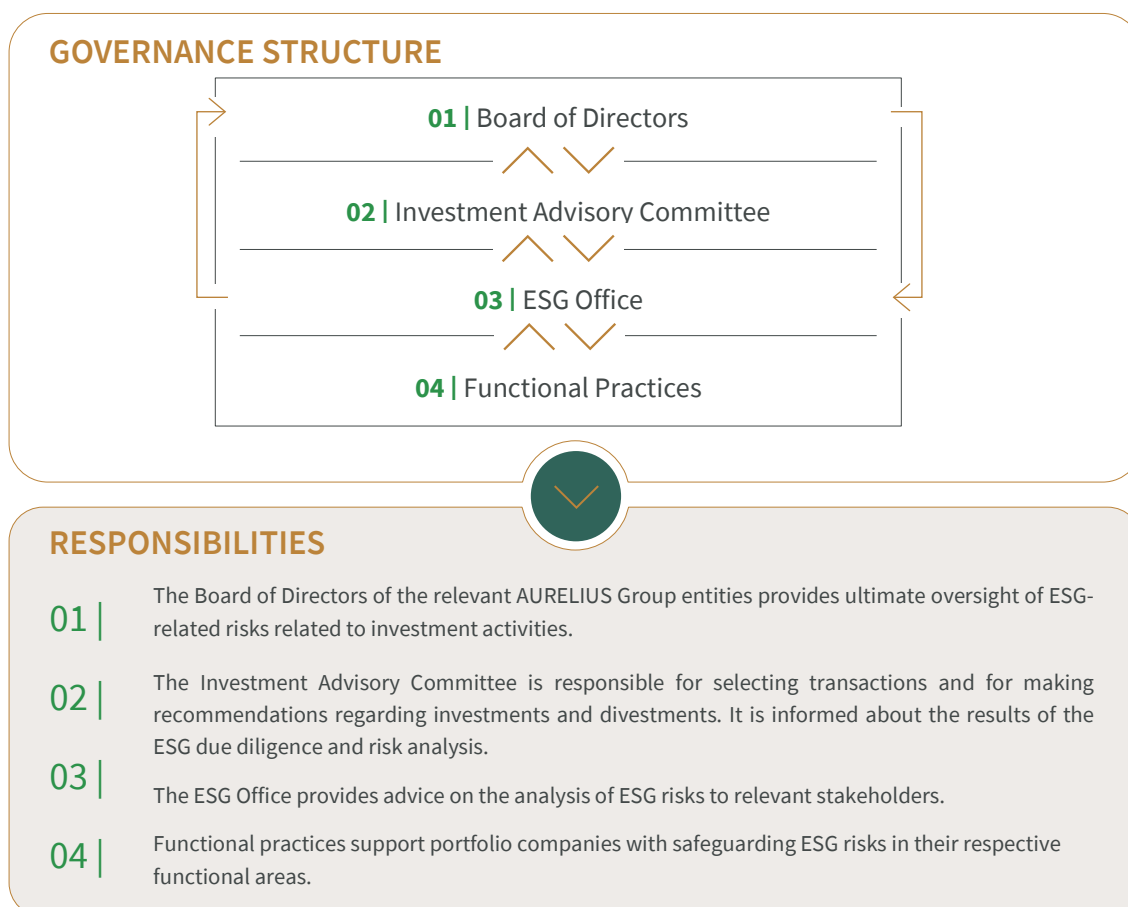 GOVERNANCE STRUCTURE
01 | Board of Directors
02 | Investment Advisory Committee
03 | ESG Office
04 | Functional Practices
RESPONSIBILITIES
01 |
The Board of Directors of the relevant AURELIUS Group entities provides ultimate oversight of ESG-
related risks related to investment activities.
02 |
The Investment Advisory Committee is responsible for selecting transactions and for making
recommendations regarding investments and divestments. It is informed about the results of the
ESG due diligence and risk analysis.
03 |
The ESG Office provides advice on the analysis of ESG risks to relevant stakeholders.
04 |
Functional practices support portfolio companies with safeguarding ESG risks in their respective
functional areas.